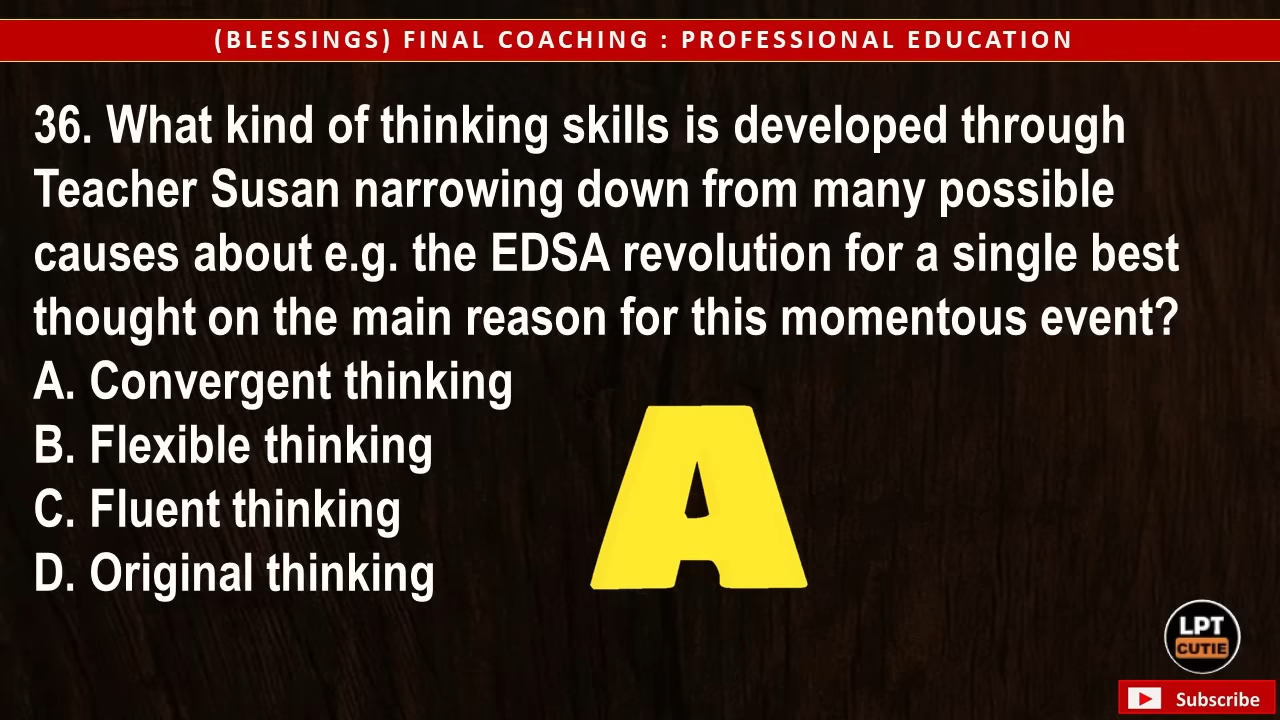 (BLESSINGS) FINAL COACHING : PROFESSIONAL EDUCATION
36. What kind of thinking skills is developed through
Teacher Susan narrowing down from many possible
causes about e.g. the EDSA revolution for a single best
thought on the main reason for this momentous event?
A. Convergent thinking
B. Flexible thinking
C. Fluent thinking
D. Original thinking
A
LPT
CUTIE
Subscribe